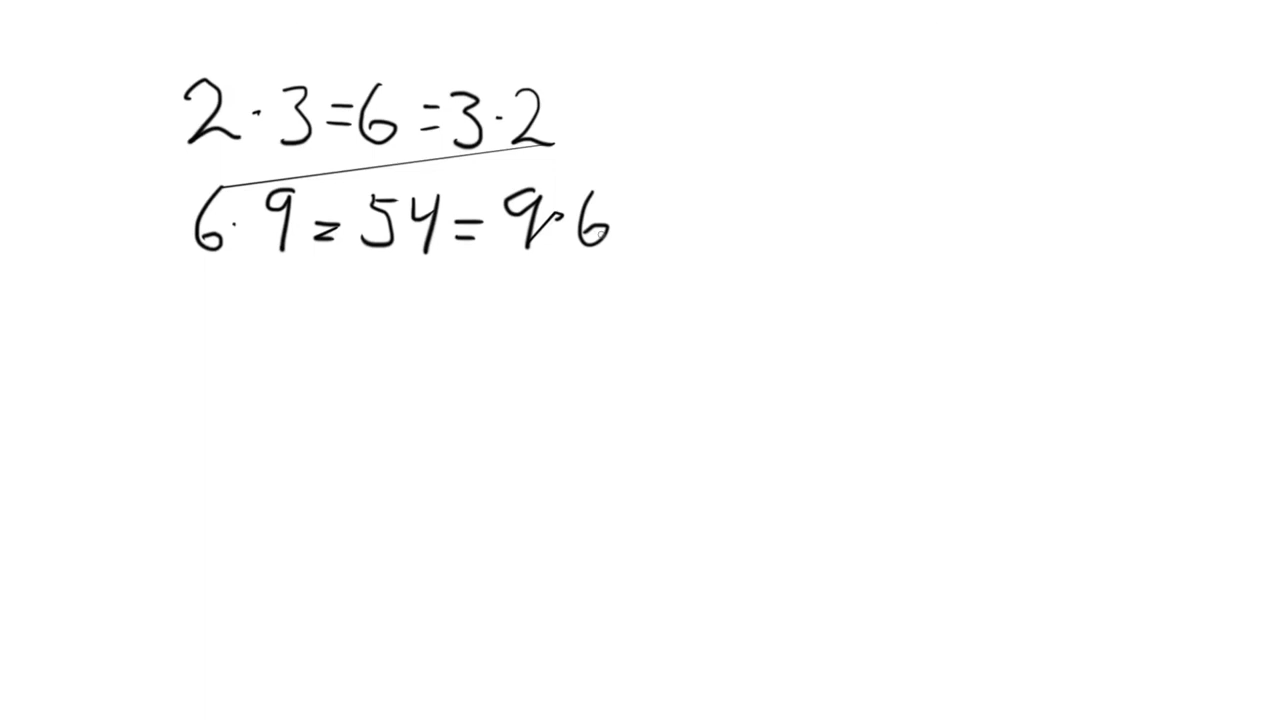 2 · 3 = 6 = 3 · 2
6 · 9 = 54 = 9 · 6